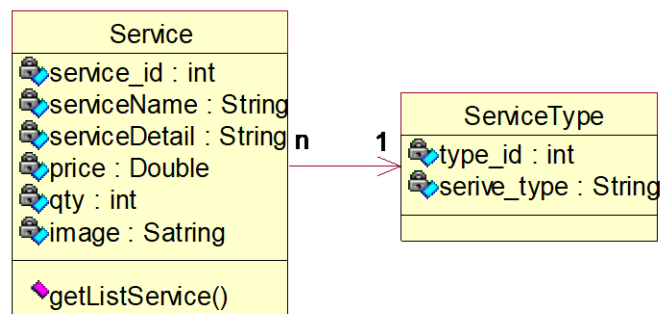 Service
service_id : int
serviceName : String
serviceDetail : String
price : Double
qty : int
image : Satring
getListService()
n
1
ServiceType
type_id : int
serive_type : String